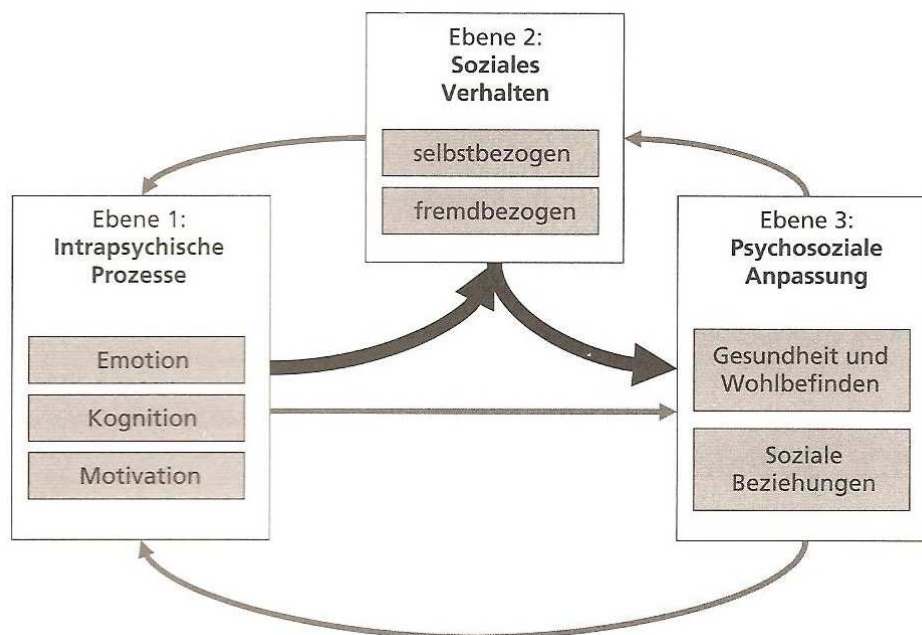 Ebene 2:
Soziales
Verhalten
selbstbezogen
fremdbezogen
Ebene 1:
Intrapsychische
Prozesse
Emotion
Kognition
Motivation
Ebene 3:
Psychosoziale
Anpassung
Gesundheit und
Wohlbefinden
Soziale
Beziehungen